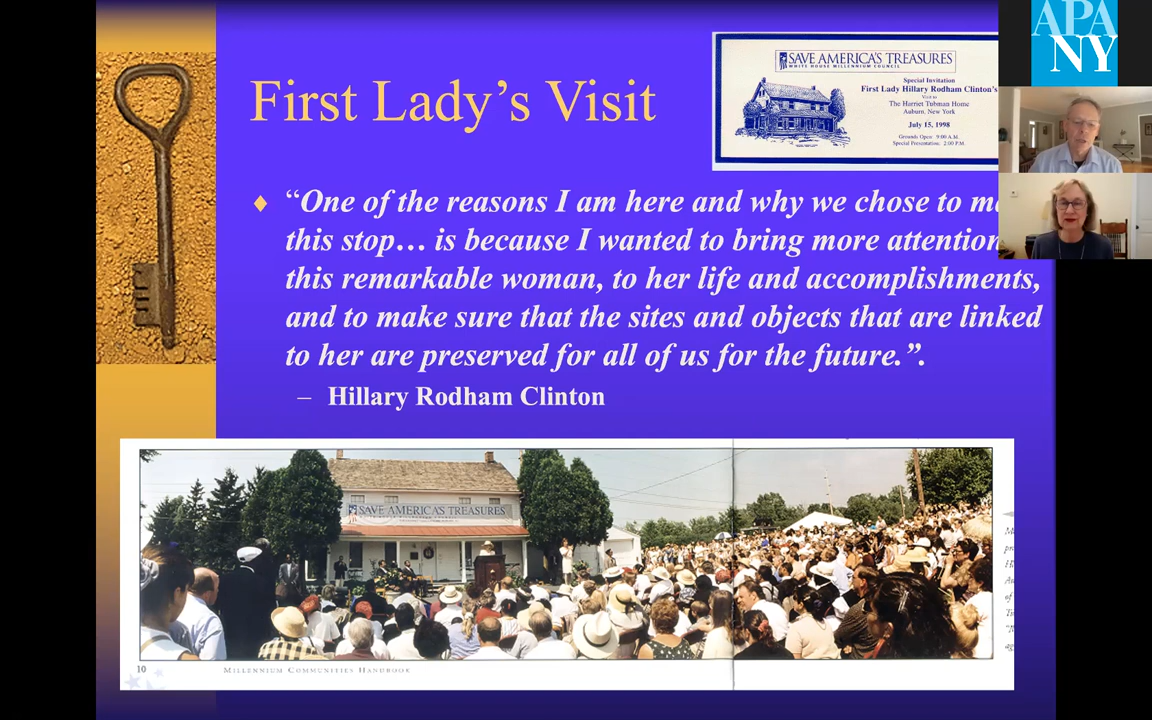 First Lady's Visit
SAVE AMERICA'S TREASURES
WHITE HOUSE MILLENNIUM COUNCIL
Special Invitation
First Lady Hillary Rodham Clinton's
Visit to
The Harriet Tubman Home
Auburn, New York
July 15, 1998
Grounds Open: 9:00 A.M.
Special Presentation: 2:00 P.M.
APA
NY
“One of the reasons I am here and why we chose to
this stop… is because I wanted to bring more attention
this remarkable woman, to her life and accomplishments,
and to make sure that the sites and objects that are linked
to her are preserved for all of us for the future.”.
– Hillary Rodham Clinton
SAVE AMERICA'S TREASURES
10 MILLENNIUM COMMUNITIES HANDBOOK